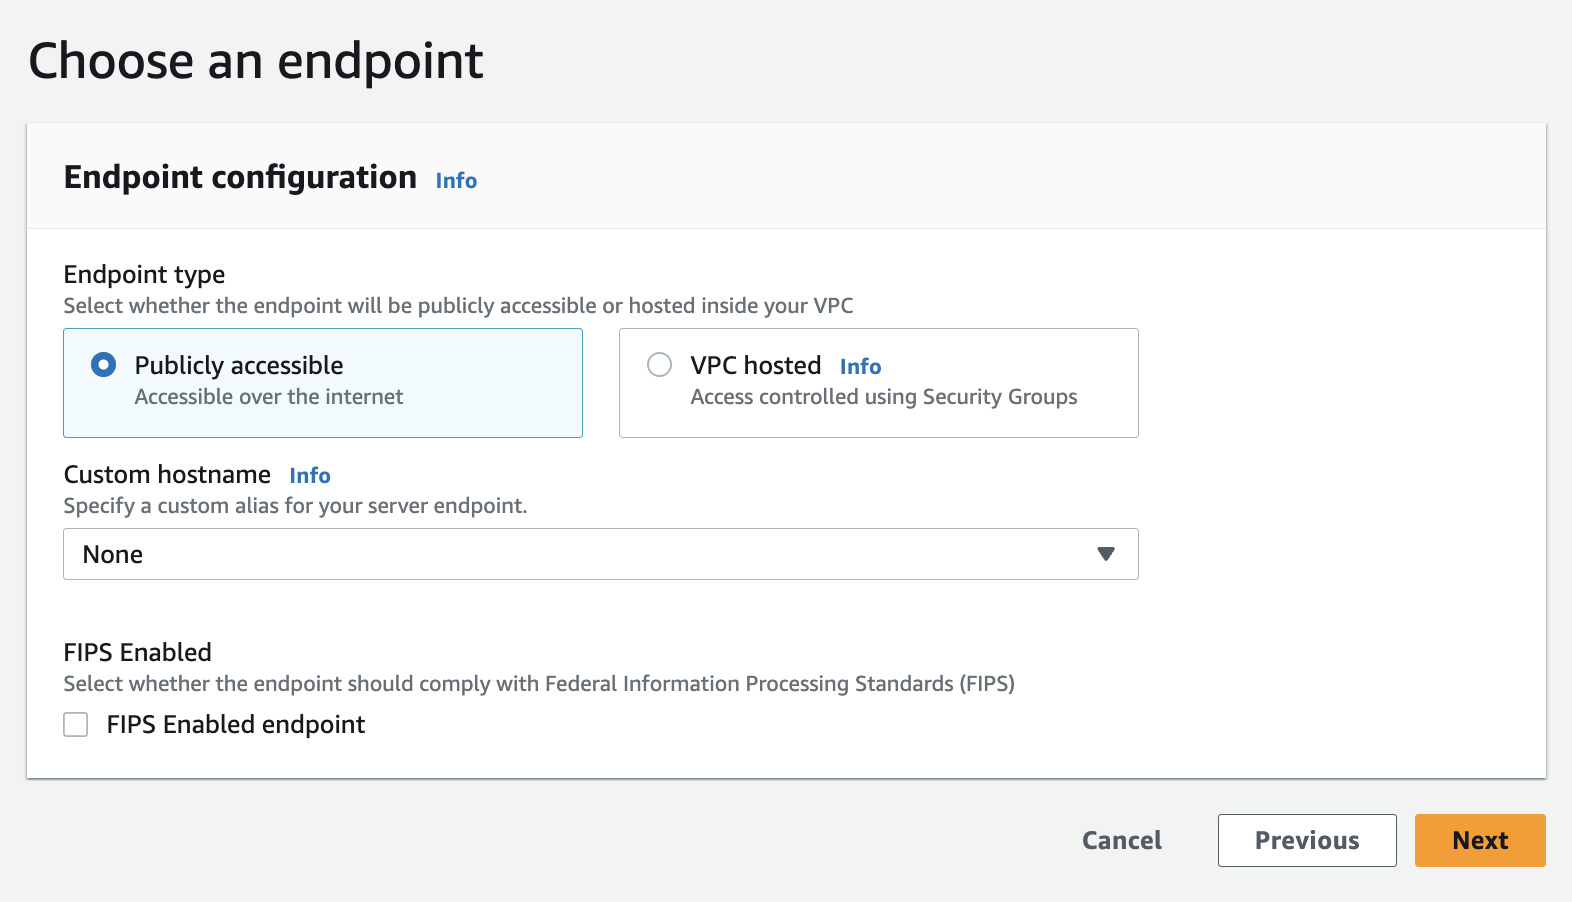 Choose an endpoint
Endpoint configuration Info
Endpoint type
Select whether the endpoint will be publicly accessible or hosted inside your VPC
Publicly accessible
Accessible over the internet
VPC hosted Info
Access controlled using Security Groups
Custom hostname Info
Specify a custom alias for your server endpoint.
None
FIPS Enabled
Select whether the endpoint should comply with Federal Information Processing Standards (FIPS)
FIPS Enabled endpoint
Cancel Previous Next